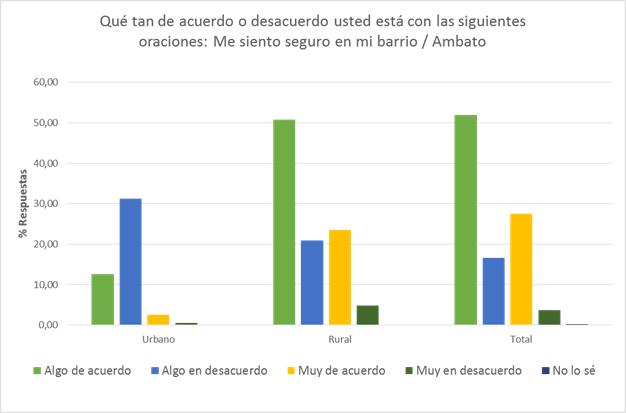 Qué tan de acuerdo o desacuerdo usted está con las siguientes
oraciones: Me siento seguro en mi barrio / Ambato
% Respuestas
60,00
50,00
40,00
30,00
20,00
10,00
0,00
Urbano
Rural
Total
Algo de acuerdo
Algo en desacuerdo
Muy de acuerdo
Muy en desacuerdo
No lo sé